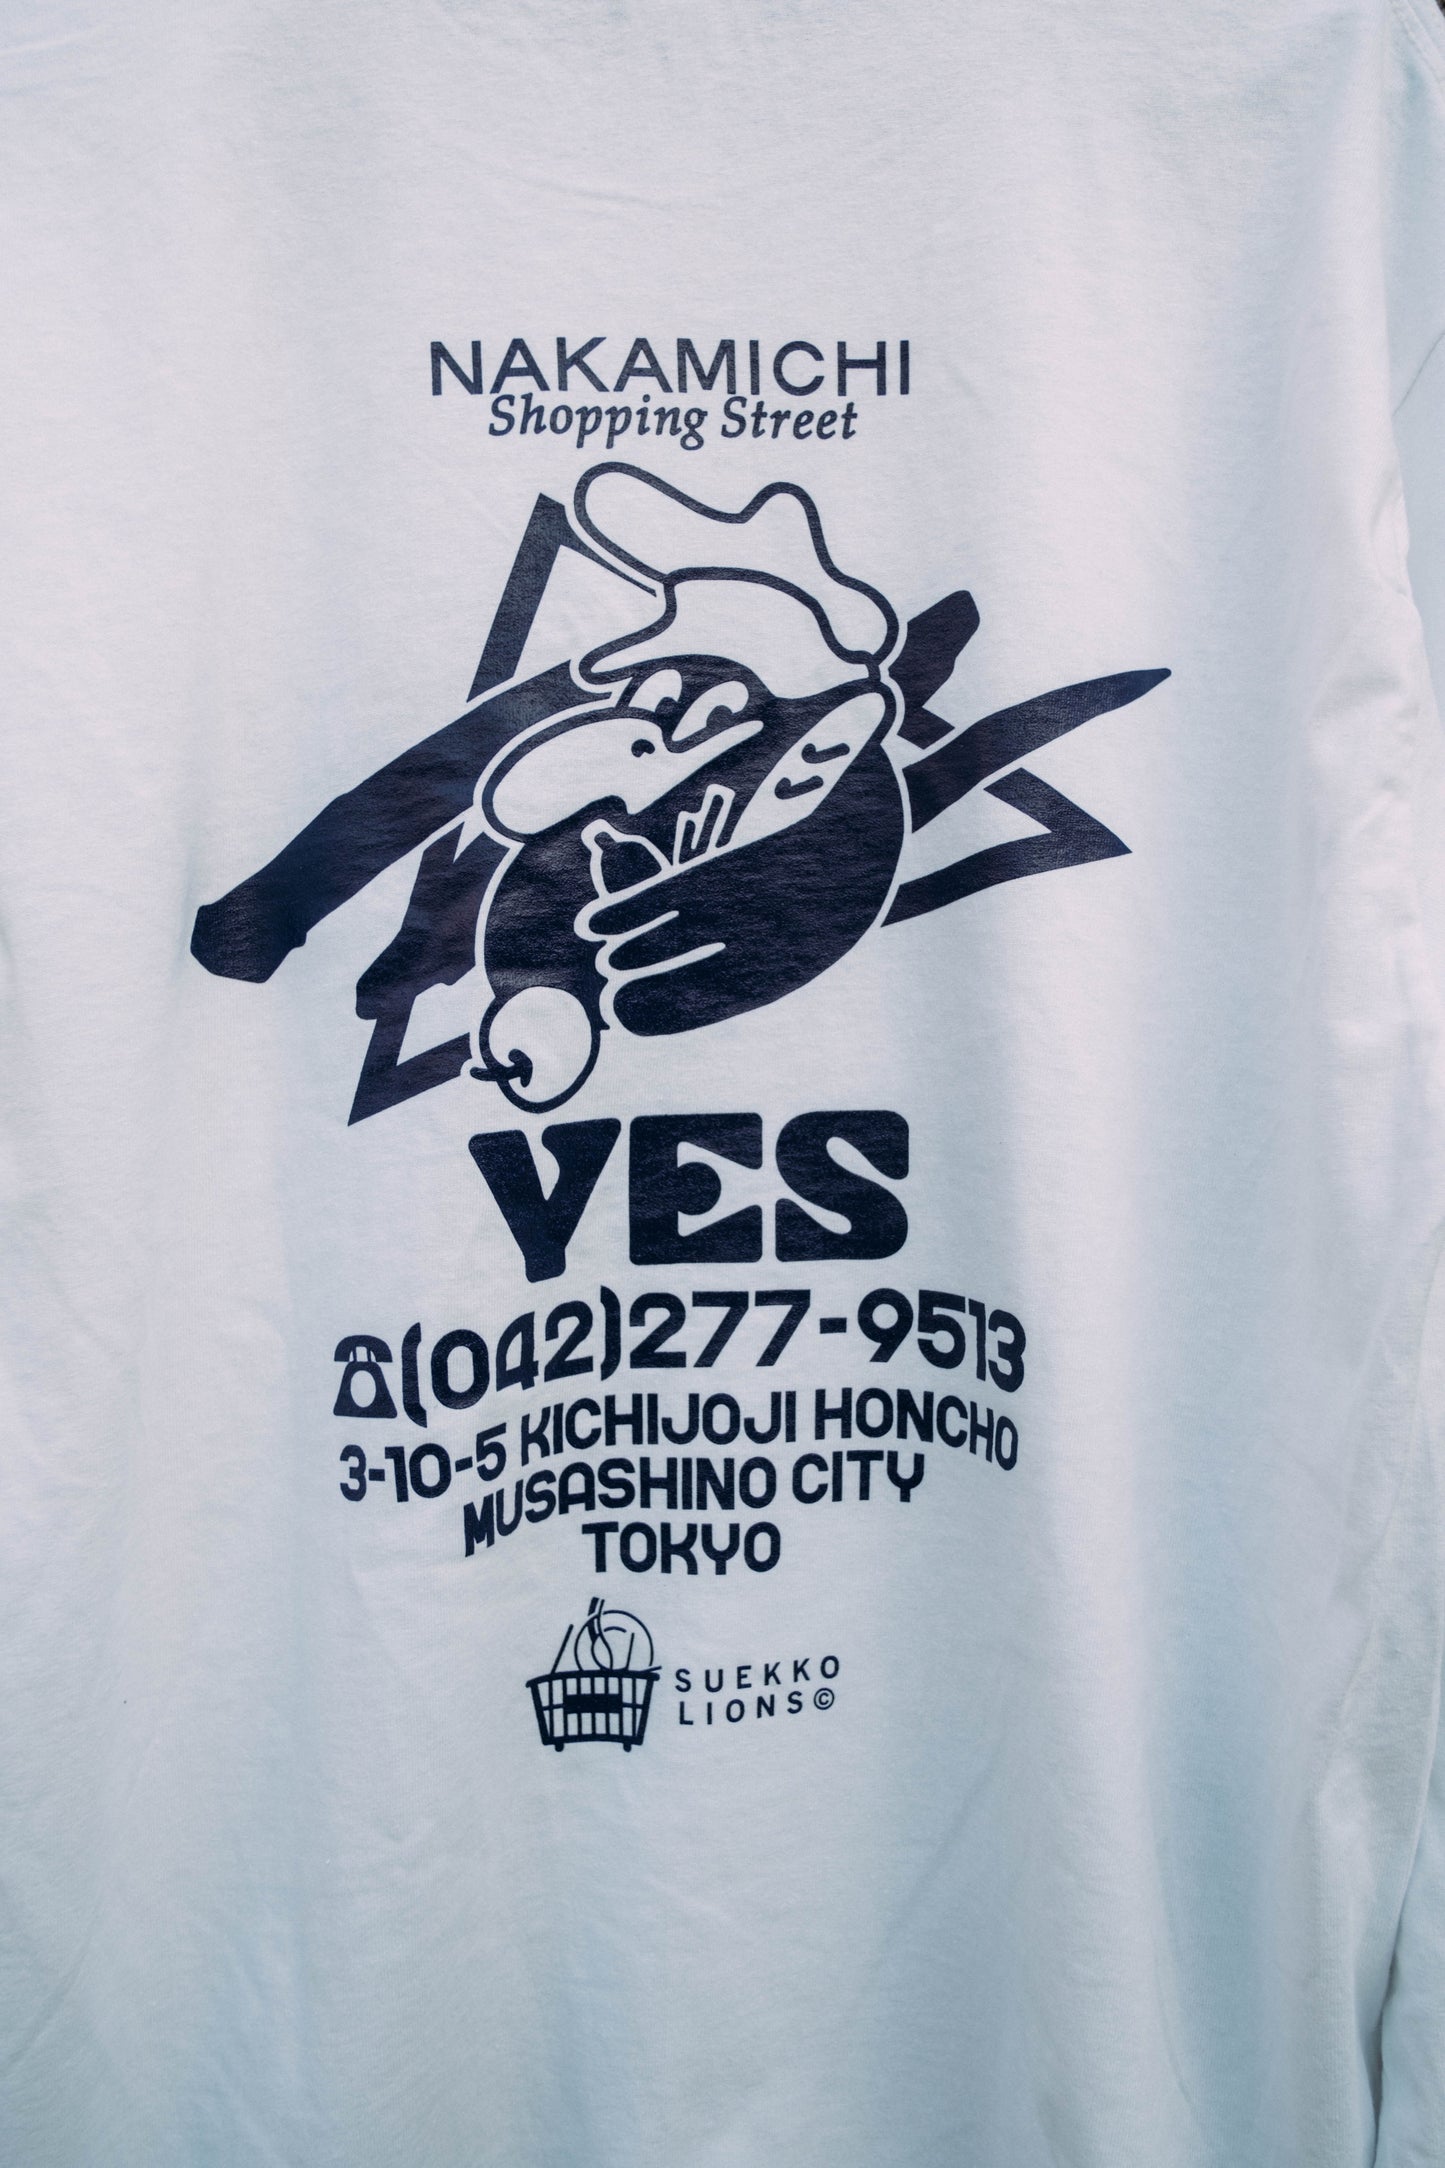 NAKAMICHI
Shopping Street
YES
☎(042)277-9513
3-10-5 KICHIJOJI HONCHO
MUSASHINO CITY
TOKYO
SUEKKO
LIONS©